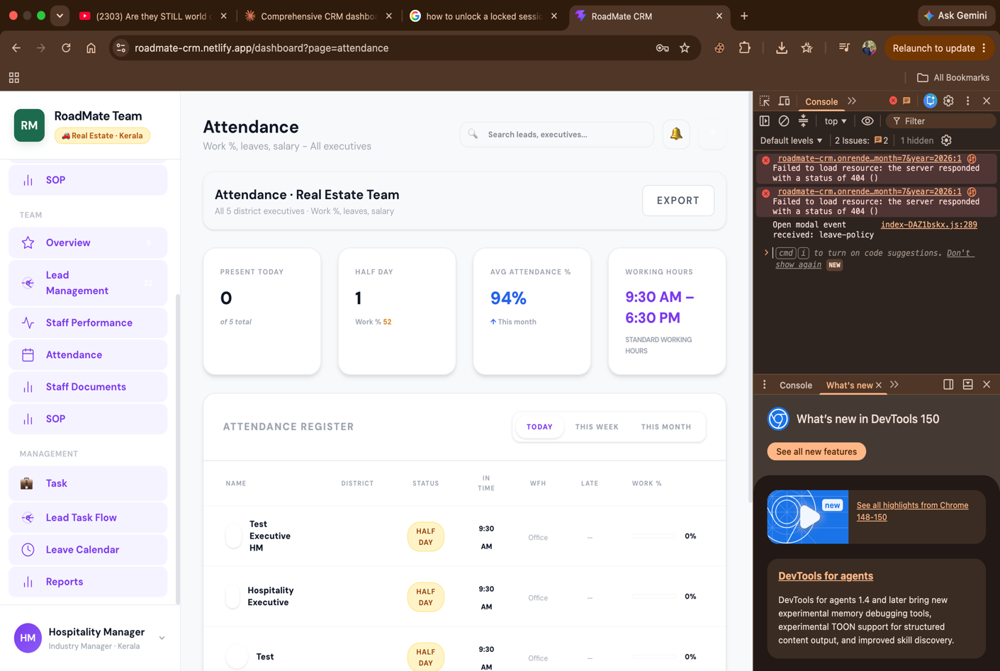 (2303) Are they STILL world c
Comprehensive CRM dashbo
how to unlock a locked sessi
RoadMate CRM
Ask Gemini
roadmate-crm.netlify.app/dashboard?page=attendance
Relaunch to update
All Bookmarks
RM
RoadMate Team
Real Estate · Kerala
SOP
TEAM
Overview
5
Lead
Management
23
Staff Performance
Attendance
Staff Documents
SOP
MANAGEMENT
Task
Lead Task Flow
Leave Calendar
Reports
HM
Hospitality Manager
Industry Manager · Kerala
Attendance
Work %, leaves, salary – All executives
Search leads, executives...
?
Attendance · Real Estate Team
All 5 district executives · Work %, leaves, salary
EXPORT
PRESENT TODAY
0
of 5 total
HALF DAY
1
Work % 52
AVG ATTENDANCE %
94%
↑ This month
WORKING HOURS
9:30 AM –
6:30 PM
STANDARD WORKING
HOURS
ATTENDANCE REGISTER
TODAY THIS WEEK THIS MONTH
NAME DISTRICT STATUS IN TIME WFH LATE WORK %
Test
Executive
HM
HALF
DAY
9:30
AM
Office
—
0%
Hospitality
Executive
HALF
DAY
9:30
AM
Office
—
0%
Test
HALF
DAY
9:30
AM
Office
—
0%
Console
top
Filter
Default levels
2 Issues: 2
1 hidden
roadmate-crm.onrende…month=7&year=2026:1
Failed to load resource: the server responded
with a status of 404 ()
roadmate-crm.onrende…month=7&year=2026:1
Failed to load resource: the server responded
with a status of 404 ()
Open modal event index-DAZ1bskx.js:289
received: leave-policy
cmd i to turn on code suggestions. Don't
show again NEW
Console
What's new
What's new in DevTools 150
See all new features
new
See all highlights from Chrome
148-150
DevTools for agents
DevTools for agents 1.4 and later bring new
experimental memory debugging tools,
experimental TOON support for structured
content output, and improved skill discovery.